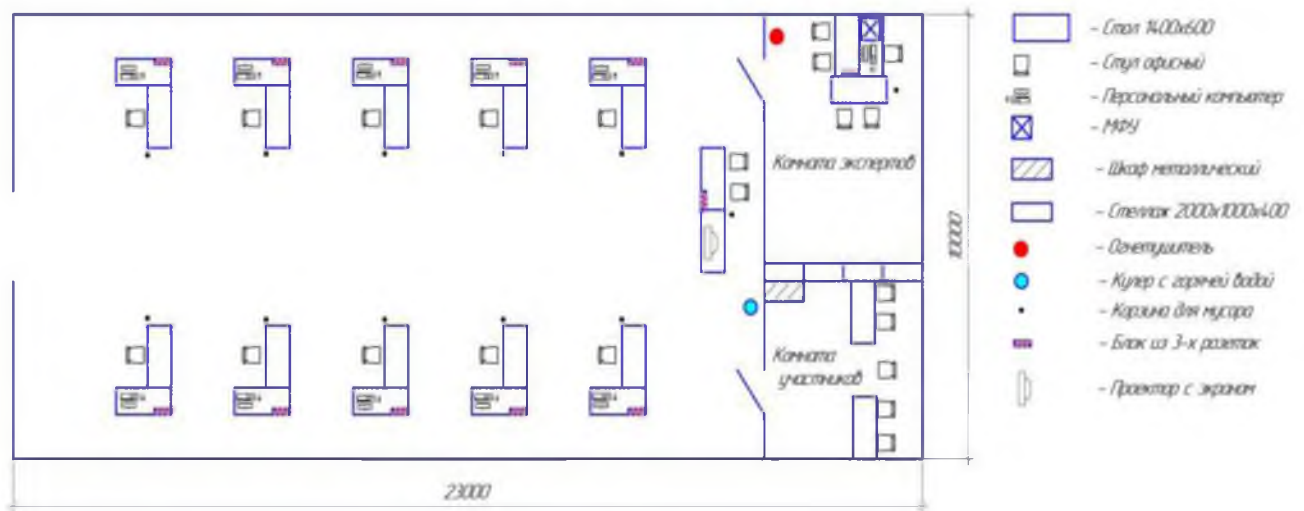 Комната экспертов
Комната
участников
23000
10000
- Стол 1400х600
- Стул офисный
- Персональный компьютер
- МФУ
- Шкаф металлический
- Стеллаж 2000х1000х400
- Огнетушитель
- Кулер с горячей водой
- Корзина для мусора
- Блок из 3-х розеток
- Проектор с экраном